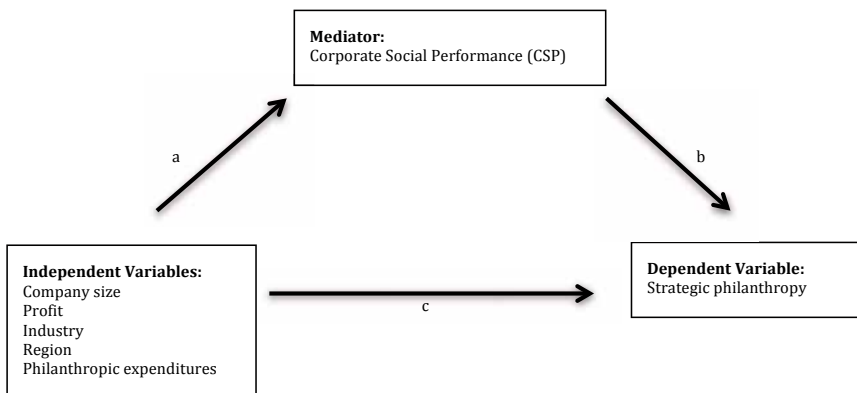 Mediator:
Corporate Social Performance (CSP)
a
b
Independent Variables:
Company size
Profit
Industry
Region
Philanthropic expenditures
c
Dependent Variable:
Strategic philanthropy